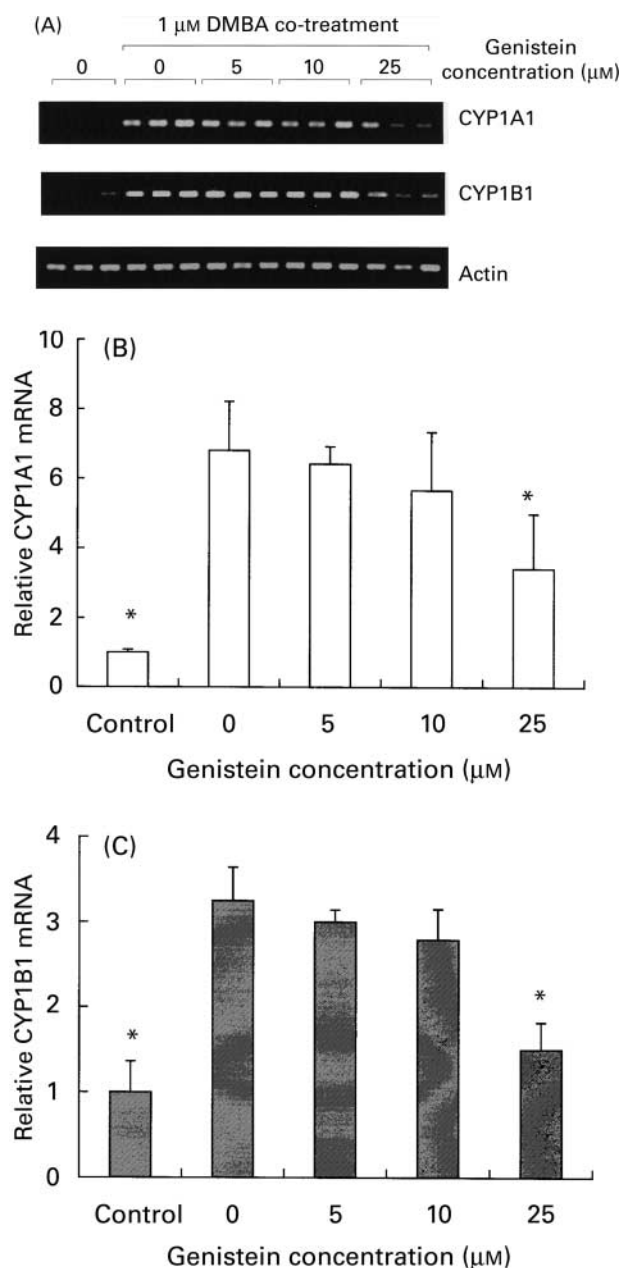 (A)
1 μM DMBA co-treatment
0 0 5 10 25
Genistein
concentration (μM)
CYP1A1
CYP1B1
Actin
(B)
Relative CYP1A1 mRNA
10
8
6
4
2
0
*
*
Control 0 5 10 25
Genistein concentration (μM)
(C)
Relative CYP1B1 mRNA
4
3
2
1
0
*
*
Control 0 5 10 25
Genistein concentration (μM)